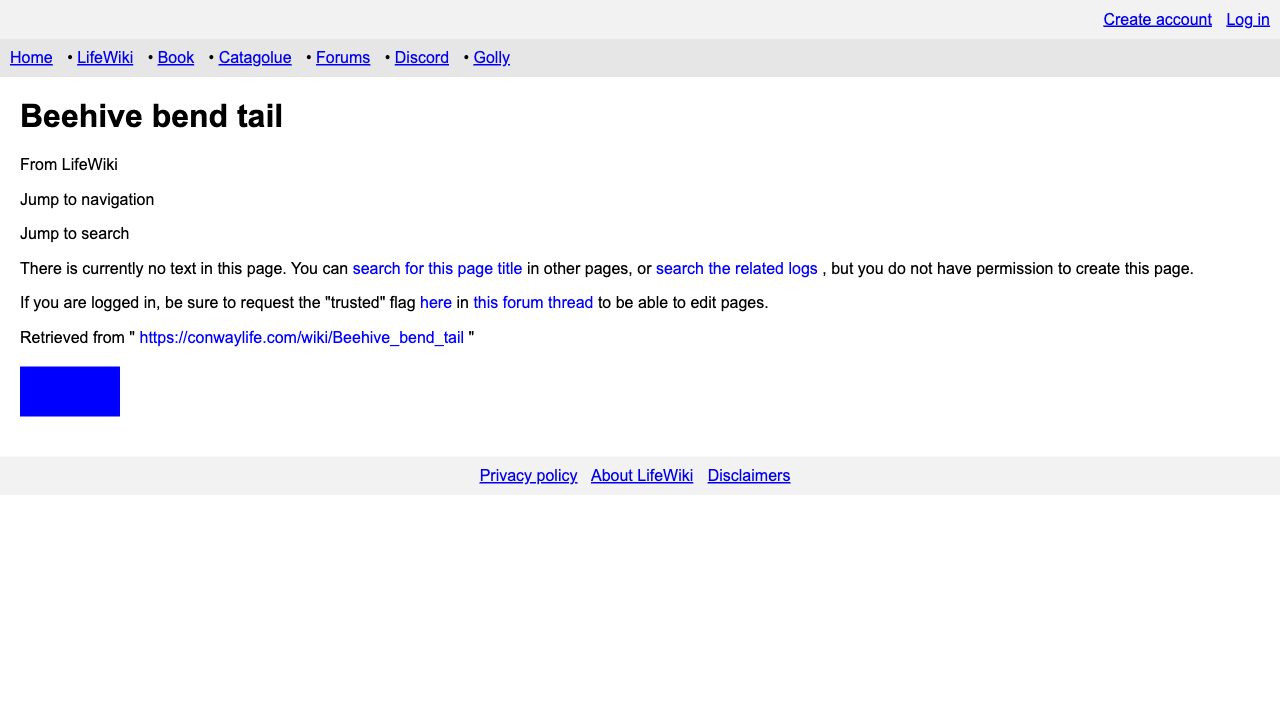 Create account Log in
Home • LifeWiki • Book • Catagolue • Forums • Discord • Golly
Beehive bend tail
From LifeWiki
Jump to navigation
Jump to search
There is currently no text in this page. You can search for this page title in other pages, or search the related logs , but you do not have permission to create this page.
If you are logged in, be sure to request the "trusted" flag here in this forum thread to be able to edit pages.
Retrieved from " https://conwaylife.com/wiki/Beehive_bend_tail "
Privacy policy About LifeWiki Disclaimers